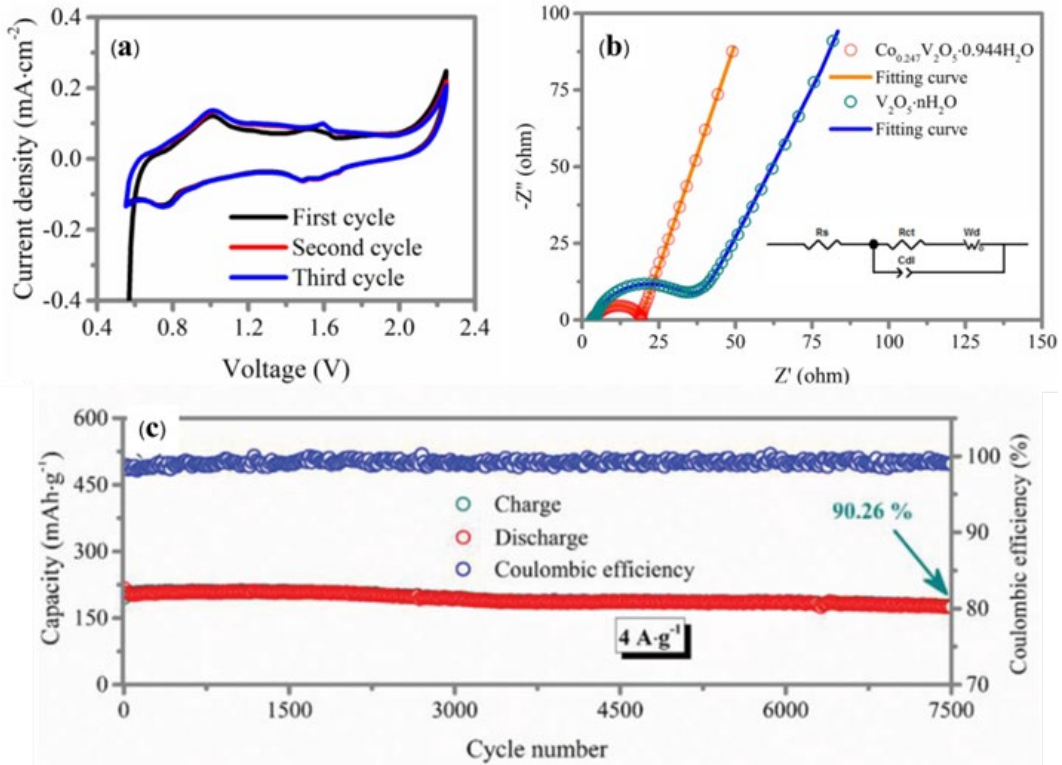 (a)
0.4
0.2
0.0
-0.2
-0.4
Current density (mA·cm⁻²)
First cycle
Second cycle
Third cycle
0.4
0.8
1.2
1.6
2.0
2.4
Voltage (V)
(b)
100
75
50
25
0
-Z'' (ohm)
Co₀.₂₄₇V₂O₅·0.944H₂O
Fitting curve
V₂O₅·nH₂O
Fitting curve
Rs
Rct
Wd
Cdl
0
25
50
75
100
125
150
Z' (ohm)
(c)
600
450
300
150
0
Capacity (mAh·g⁻¹)
Charge
Discharge
Coulombic efficiency
90.26 %
4 A·g⁻¹
100
90
80
70
Coulombic efficiency (%)
0
1500
3000
4500
6000
7500
Cycle number